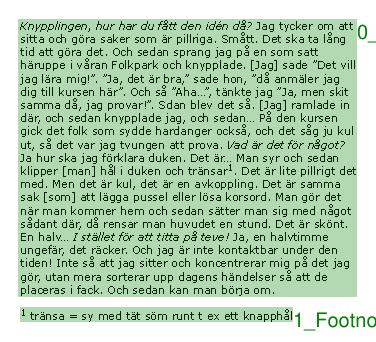 Knypplingen, hur har du fått den idén då? Jag tycker om att
sitta och göra saker som är pillriga. Smått. Det ska ta lång
tid att göra det. Och sedan sprang jag på en som satt
häruppe i våran Folkpark och knypplade. [Jag] sade "Det vill
jag lära mig!". "Ja, det är bra," sade hon, "då anmäler jag
dig till kursen här". Och så "Aha...", tänkte jag "Ja, men skit
samma då, jag provar!". Sdan blev det så. [Jag] ramlade in
där, och sedan knypplade jag, och sedan... På den kursen
gick det folk som sydde hardanger också, och det såg ju kul
ut, så det var jag tvungen att prova. Vad är det för något?
Ja hur ska jag förklara duken. Det är... Man syr och sedan
klipper [man] hål i duken och tränsar¹. Det är lite pillrigt det
med. Men det är kul, det är en avkoppling. Det är samma
sak [som] att lägga pussel eller lösa korsord. Man gör det
när man kommer hem och sedan sätter man sig med något
sådant där, då rensar man huvudet en stund. Det är skönt.
En halv... I stället för att titta på teve! Ja, en halvtimme
ungefär, det räcker. Och jag är inte kontaktbar under den
tiden! Inte så att jag sitter och koncentrerar mig på det jag
gör, utan mera sorterar upp dagens händelser så att de
placeras i fack. Och sedan kan man börja om.
0_
¹ tränsa = sy med tät söm runt t ex ett knapphål
1_Footno